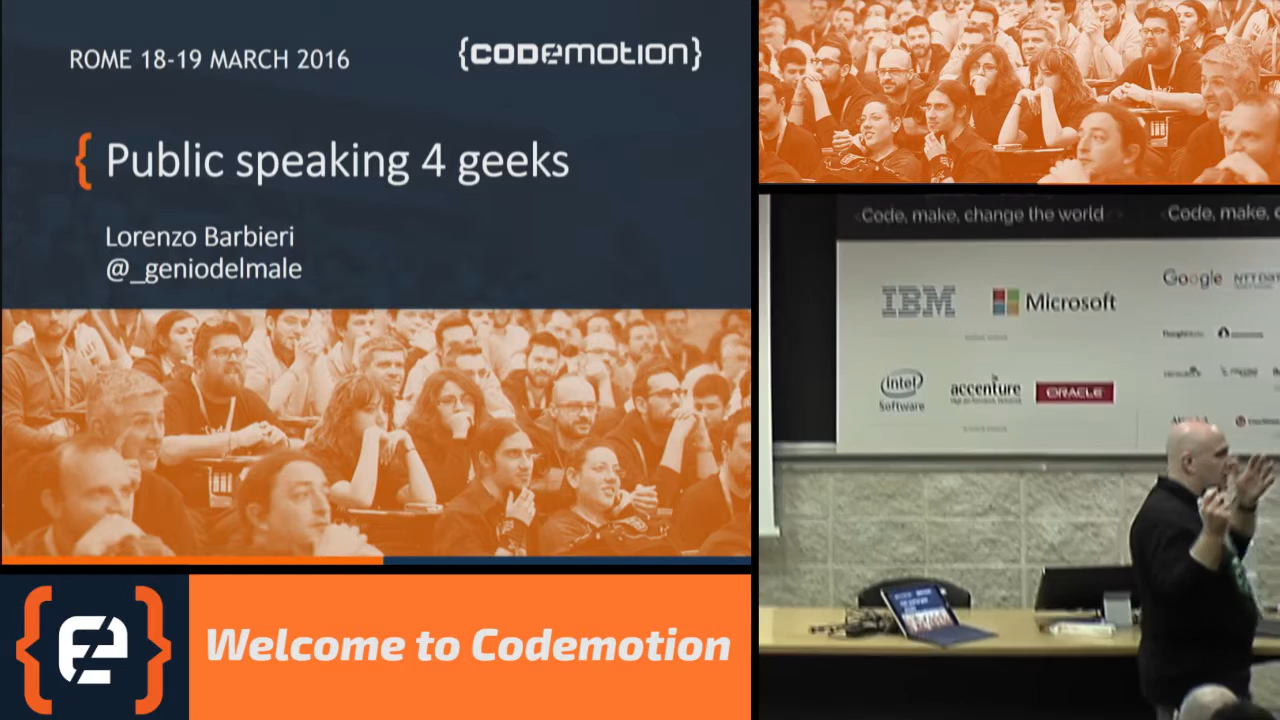 ROME 18-19 MARCH 2016
{CODEMOTION}
{ Public speaking 4 geeks
Lorenzo Barbieri
@_geniodelmale
Welcome to Codemotion
Code, make, change the world
Code, make, c
IBM
Microsoft
Google
intel
Software
accenture
ORACLE